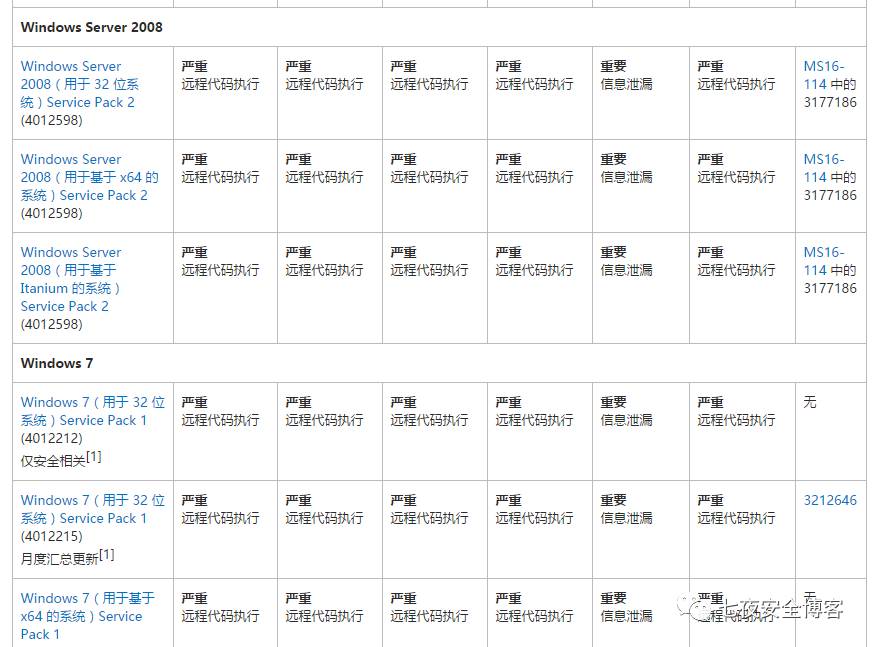 Windows Server 2008
Windows Server
2008（用于 32 位系
统）Service Pack 2
(4012598)
严重
远程代码执行
严重
远程代码执行
严重
远程代码执行
严重
远程代码执行
重要
信息泄漏
严重
远程代码执行
MS16-
114 中的
3177186
Windows Server
2008（用于基于 x64 的
系统）Service Pack 2
(4012598)
严重
远程代码执行
严重
远程代码执行
严重
远程代码执行
严重
远程代码执行
重要
信息泄漏
严重
远程代码执行
MS16-
114 中的
3177186
Windows Server
2008（用于基于
Itanium 的系统）
Service Pack 2
(4012598)
严重
远程代码执行
严重
远程代码执行
严重
远程代码执行
严重
远程代码执行
重要
信息泄漏
严重
远程代码执行
MS16-
114 中的
3177186
Windows 7
Windows 7（用于 32 位
系统）Service Pack 1
(4012212)
仅安全相关[1]
严重
远程代码执行
严重
远程代码执行
严重
远程代码执行
严重
远程代码执行
重要
信息泄漏
严重
远程代码执行
无
Windows 7（用于 32 位
系统）Service Pack 1
(4012215)
月度汇总更新[1]
严重
远程代码执行
严重
远程代码执行
严重
远程代码执行
严重
远程代码执行
重要
信息泄漏
严重
远程代码执行
3212646
Windows 7（用于基于
x64 的系统）Service
Pack 1
严重
远程代码执行
严重
远程代码执行
严重
远程代码执行
严重
远程代码执行
重要
信息泄漏
严重
远程代码执行
无
七夜安全博客